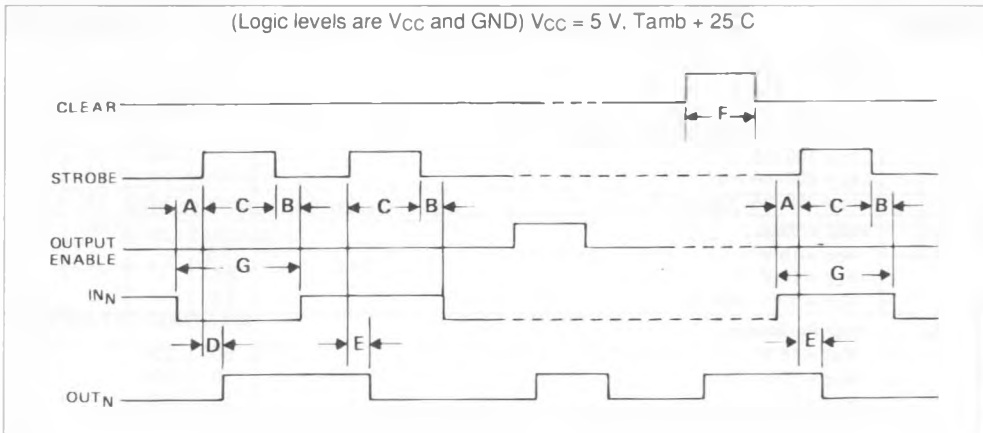 (Logic levels are VCC and GND) VCC = 5 V. Tamb + 25 C
CLEAR
F
STROBE
A C B C B A C B
OUTPUT
ENABLE
G G
INN
D E E
OUTN